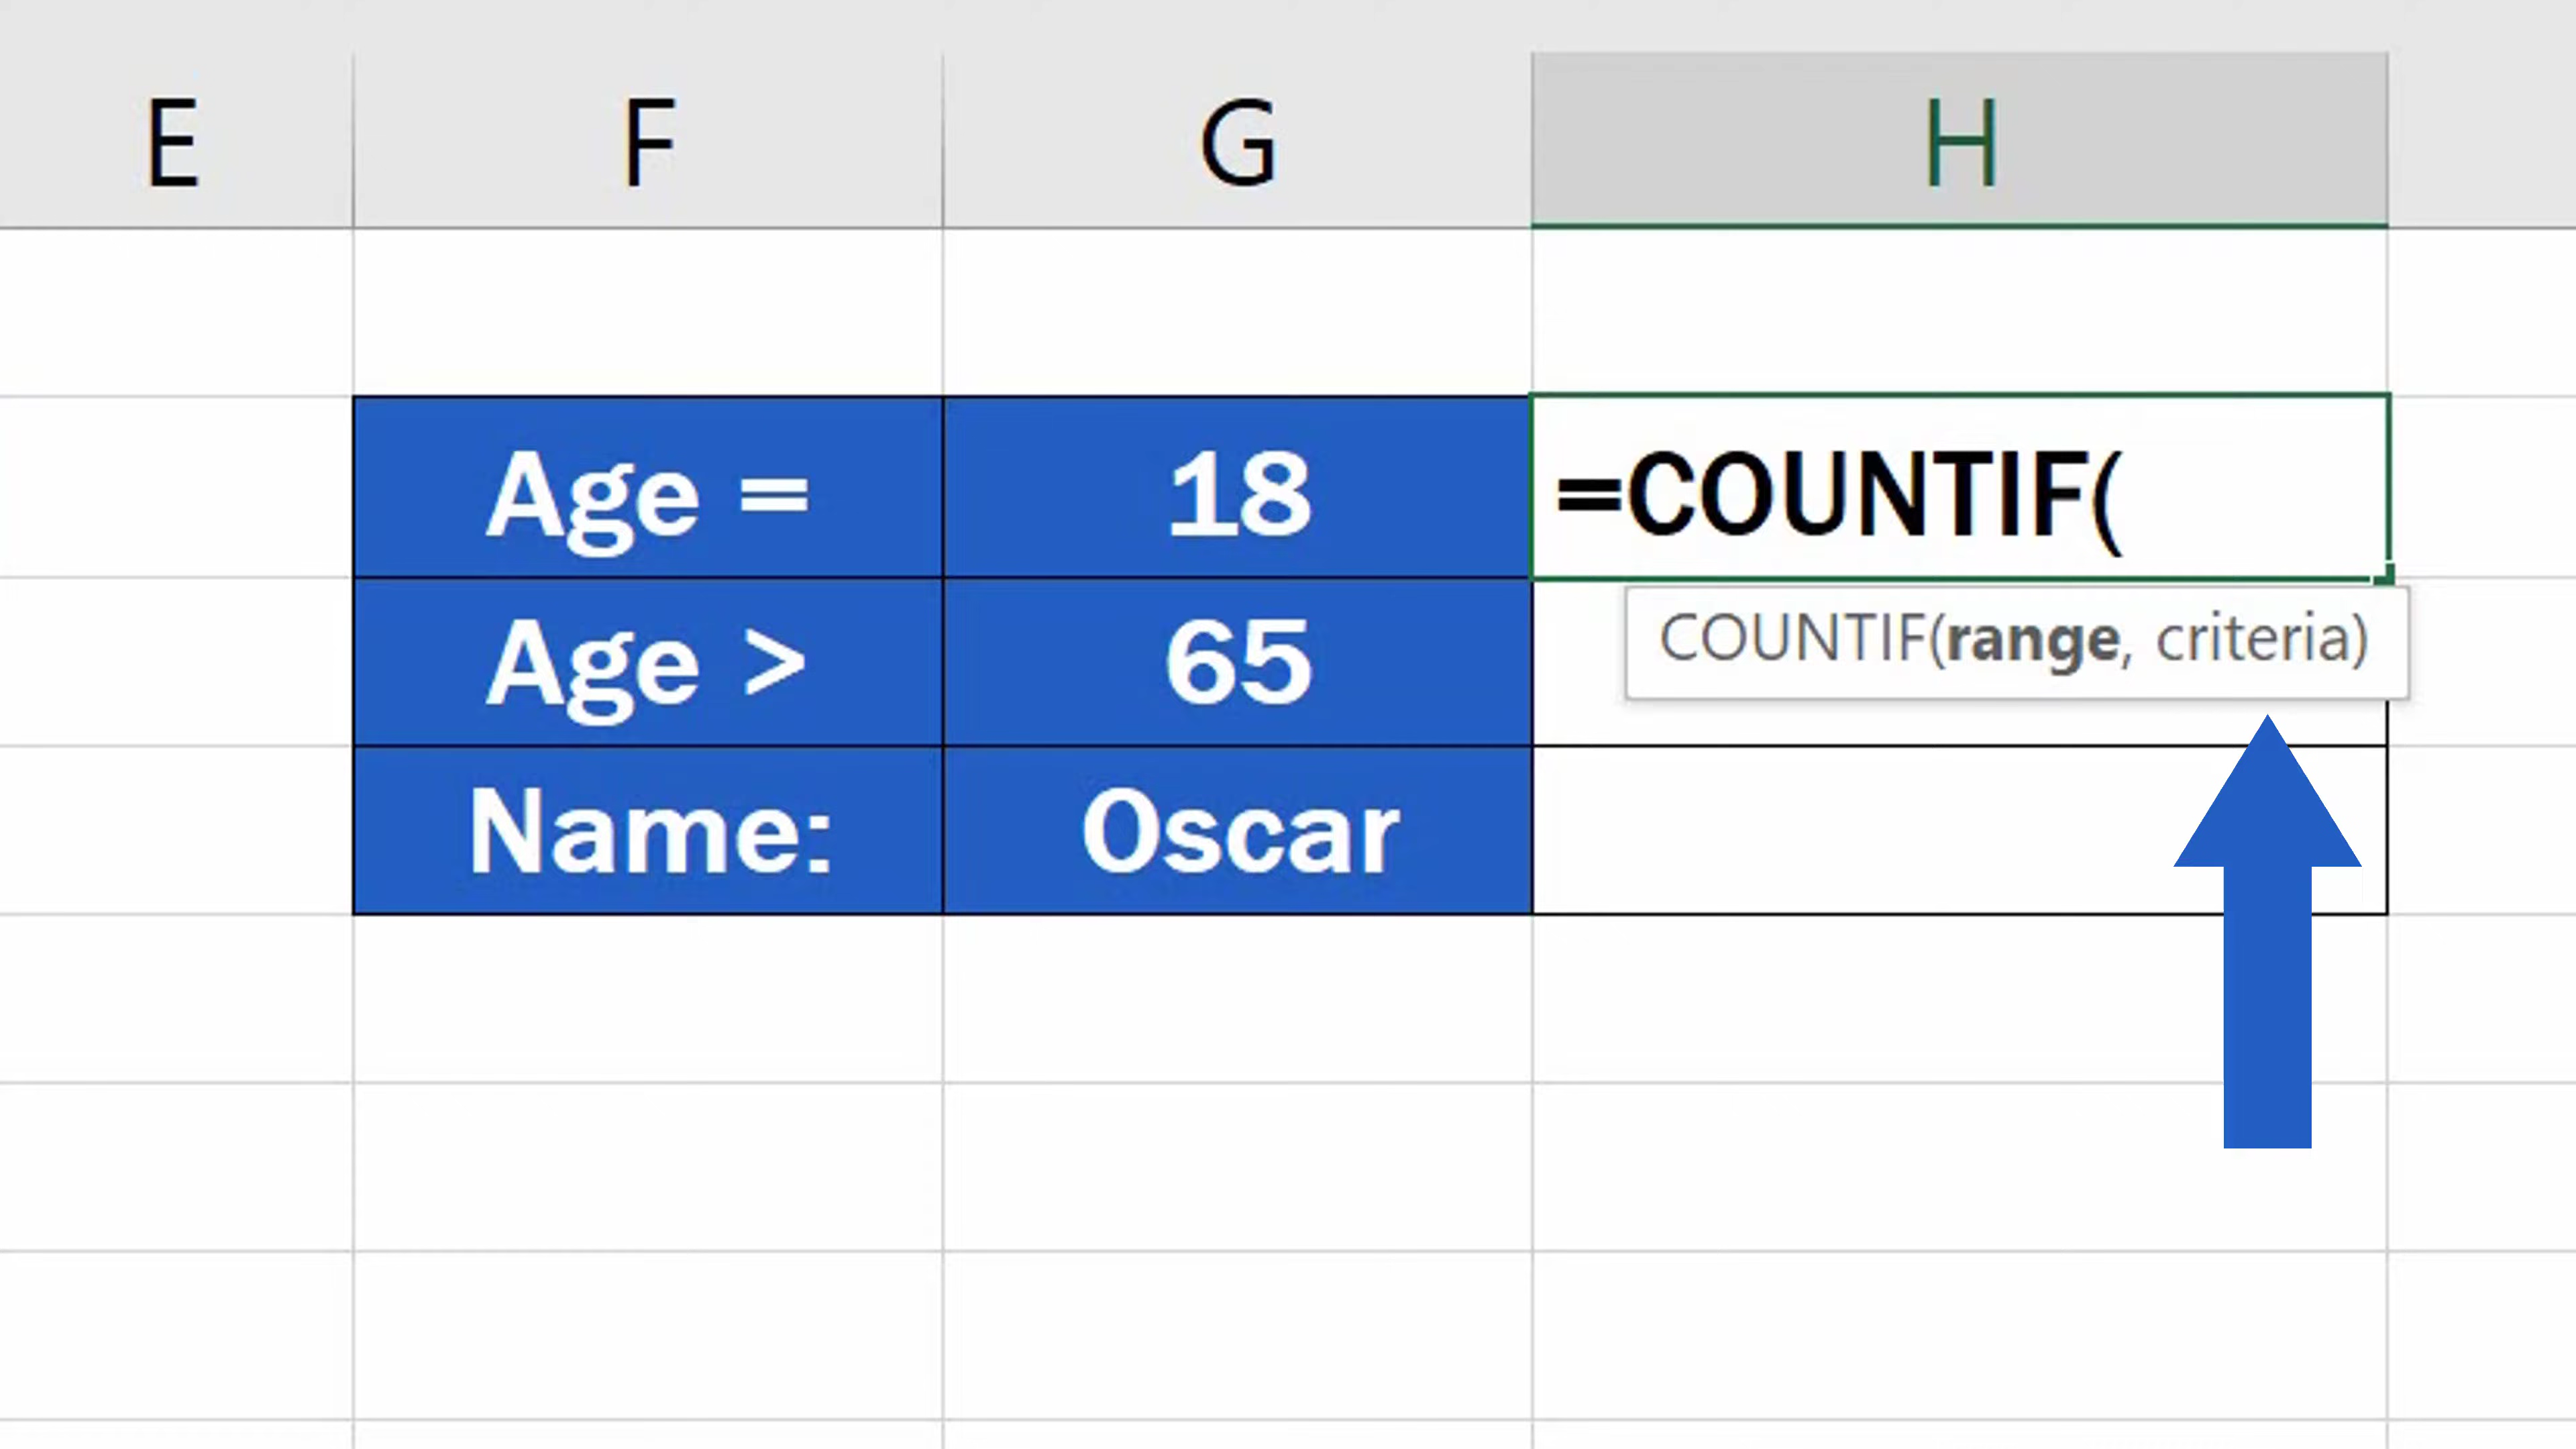 E F G H
Age = 18 =COUNTIF(
COUNTIF(range, criteria)
Age > 65
Name: Oscar